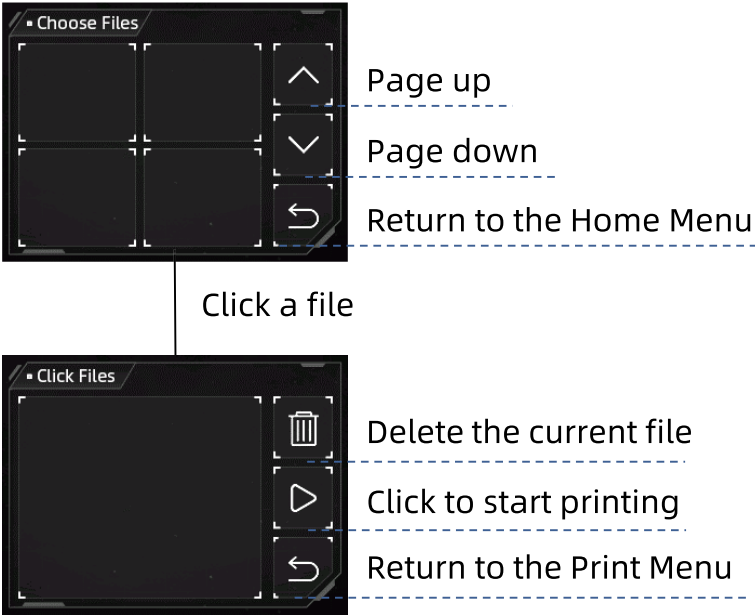 Choose Files
Page up
Page down
Return to the Home Menu
Click a file
Click Files
Delete the current file
Click to start printing
Return to the Print Menu